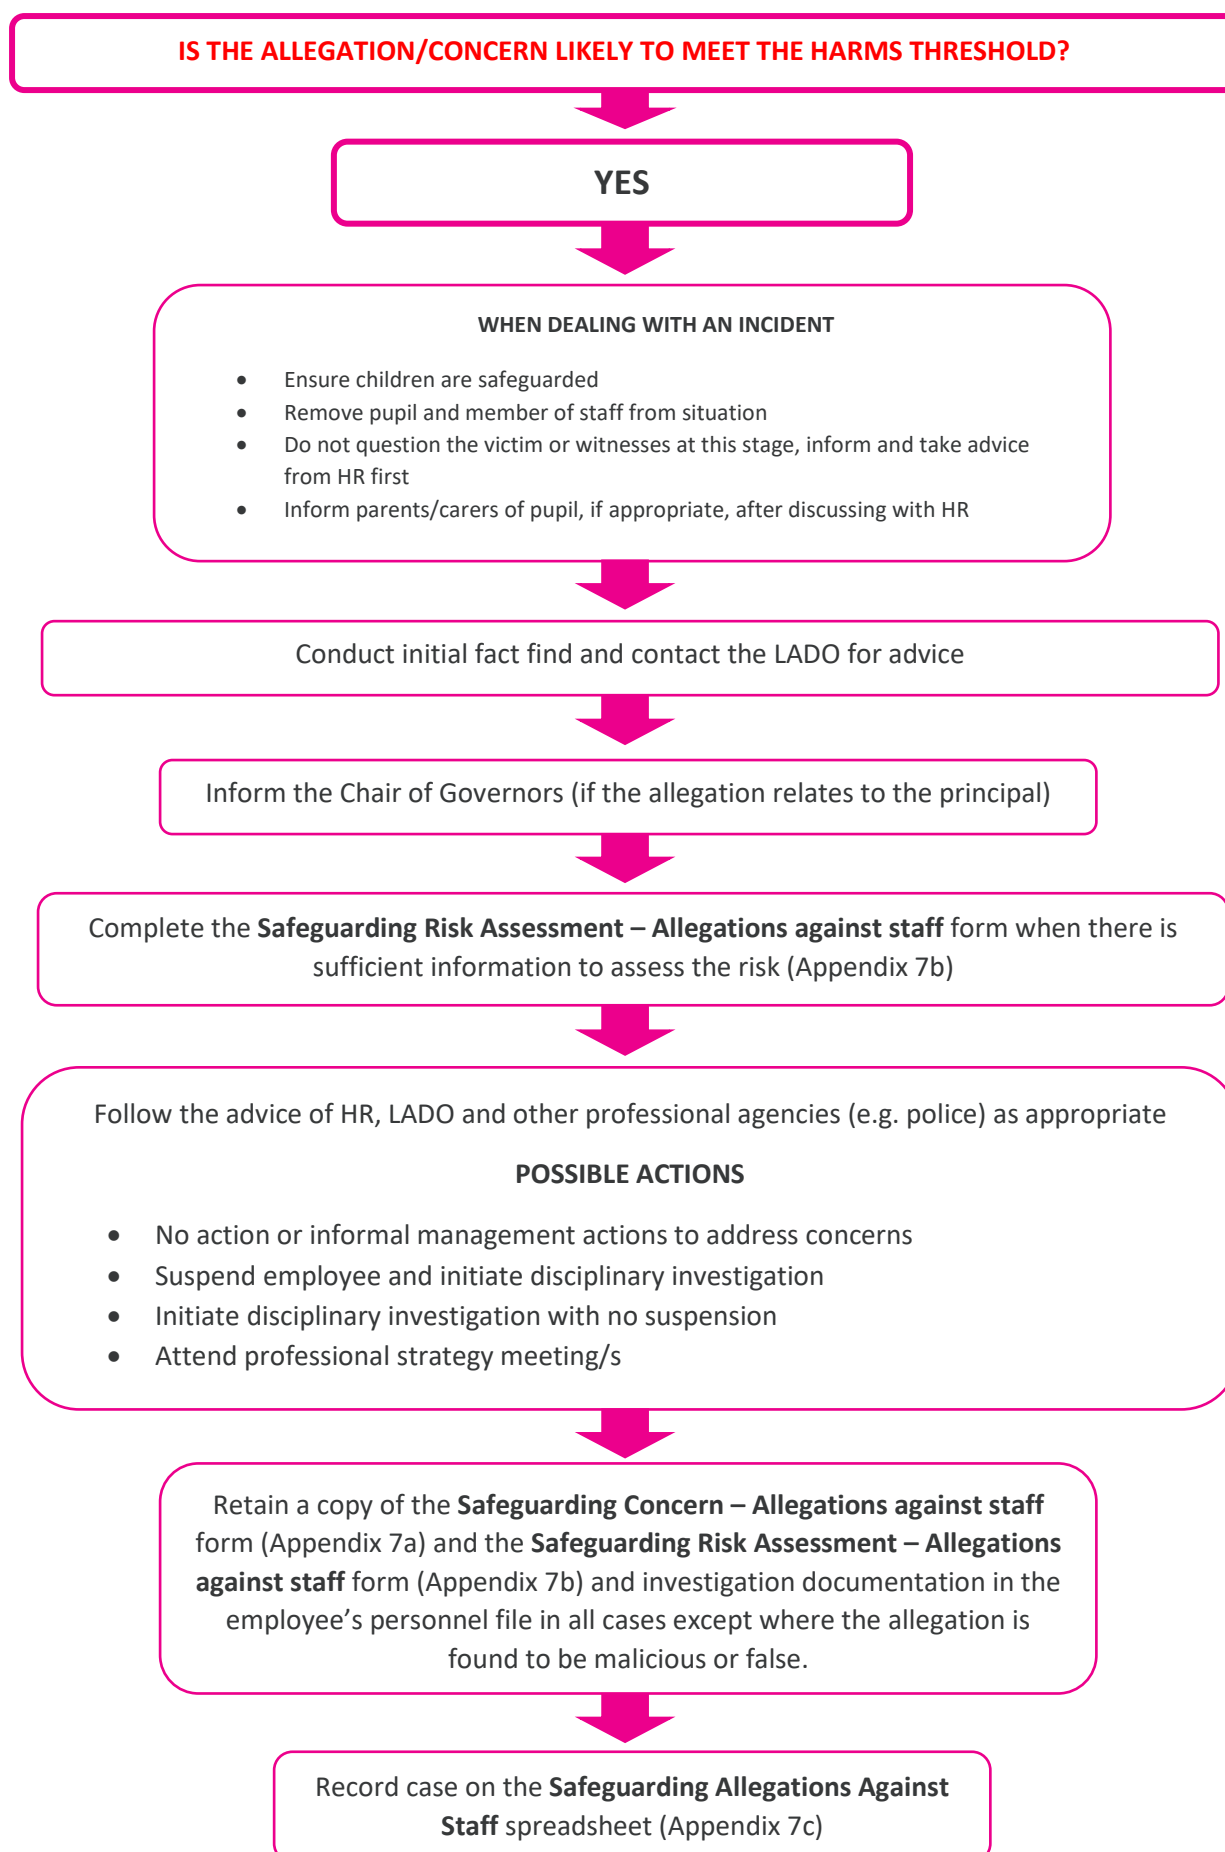 IS THE ALLEGATION/CONCERN LIKELY TO MEET THE HARMS THRESHOLD?
YES
WHEN DEALING WITH AN INCIDENT
• Ensure children are safeguarded
• Remove pupil and member of staff from situation
• Do not question the victim or witnesses at this stage, inform and take advice
from HR first
• Inform parents/carers of pupil, if appropriate, after discussing with HR
Conduct initial fact find and contact the LADO for advice
Inform the Chair of Governors (if the allegation relates to the principal)
Complete the Safeguarding Risk Assessment – Allegations against staff form when there is
sufficient information to assess the risk (Appendix 7b)
Follow the advice of HR, LADO and other professional agencies (e.g. police) as appropriate
POSSIBLE ACTIONS
• No action or informal management actions to address concerns
• Suspend employee and initiate disciplinary investigation
• Initiate disciplinary investigation with no suspension
• Attend professional strategy meeting/s
Retain a copy of the Safeguarding Concern – Allegations against staff
form (Appendix 7a) and the Safeguarding Risk Assessment – Allegations
against staff form (Appendix 7b) and investigation documentation in the
employee’s personnel file in all cases except where the allegation is
found to be malicious or false.
Record case on the Safeguarding Allegations Against
Staff spreadsheet (Appendix 7c)